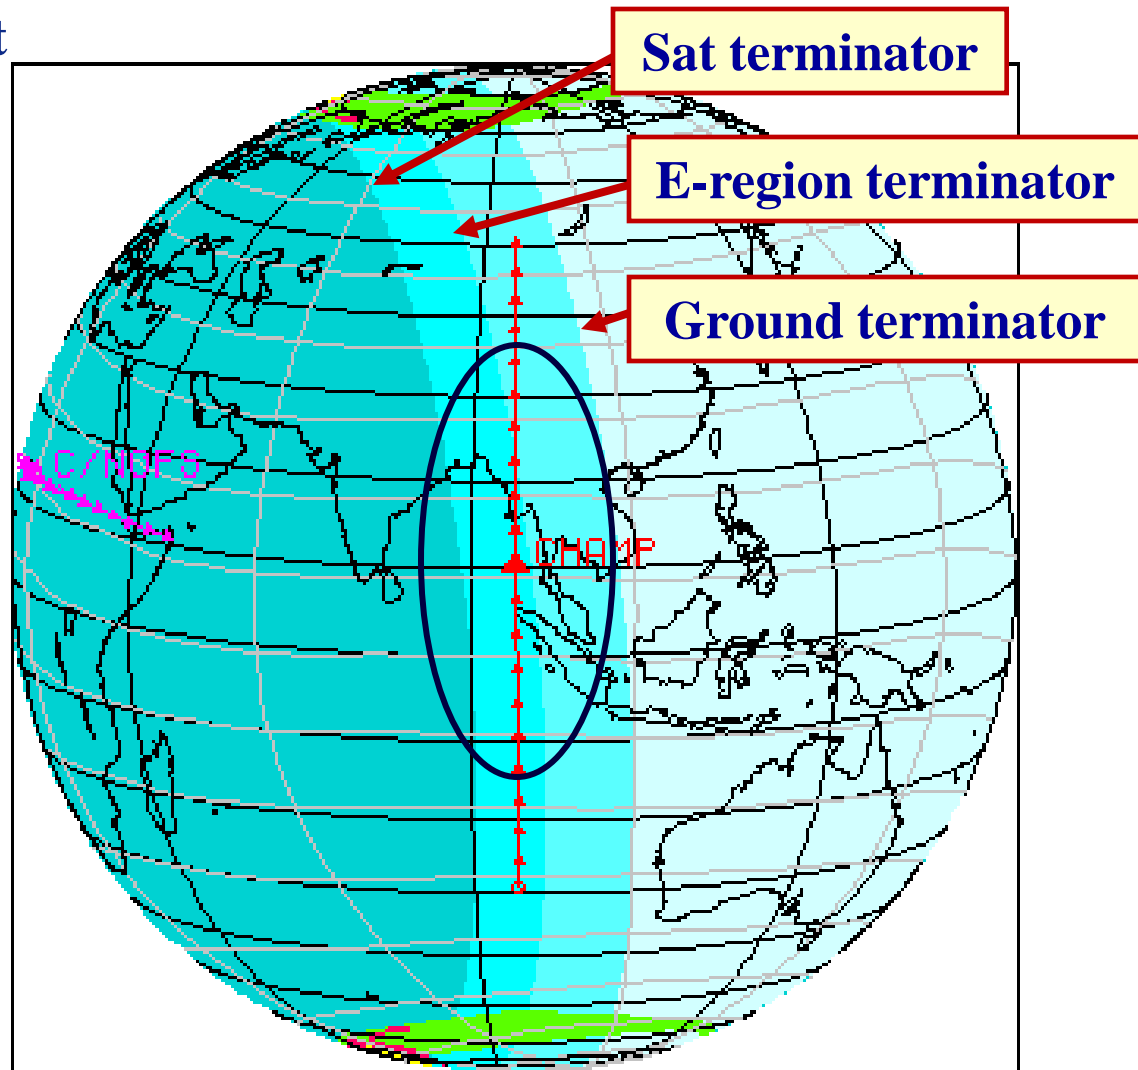 t
Sat terminator
E-region terminator
Ground terminator
C/NOFS
CHAMP